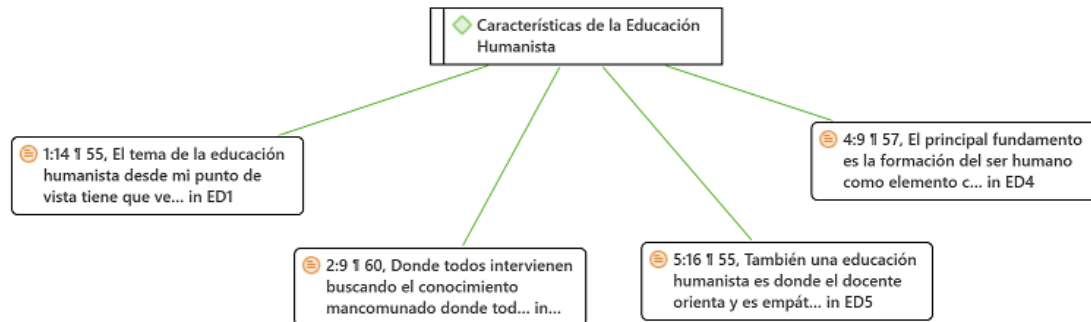 Características de la Educación
Humanista
1:14 ¶ 55, El tema de la educación
humanista desde mi punto de
vista tiene que ve... in ED1
4:9 ¶ 57, El principal fundamento
es la formación del ser humano
como elemento c... in ED4
2:9 ¶ 60, Donde todos intervienen
buscando el conocimiento
mancomunado donde tod... in...
5:16 ¶ 55, También una educación
humanista es donde el docente
orienta y es empát... in ED5